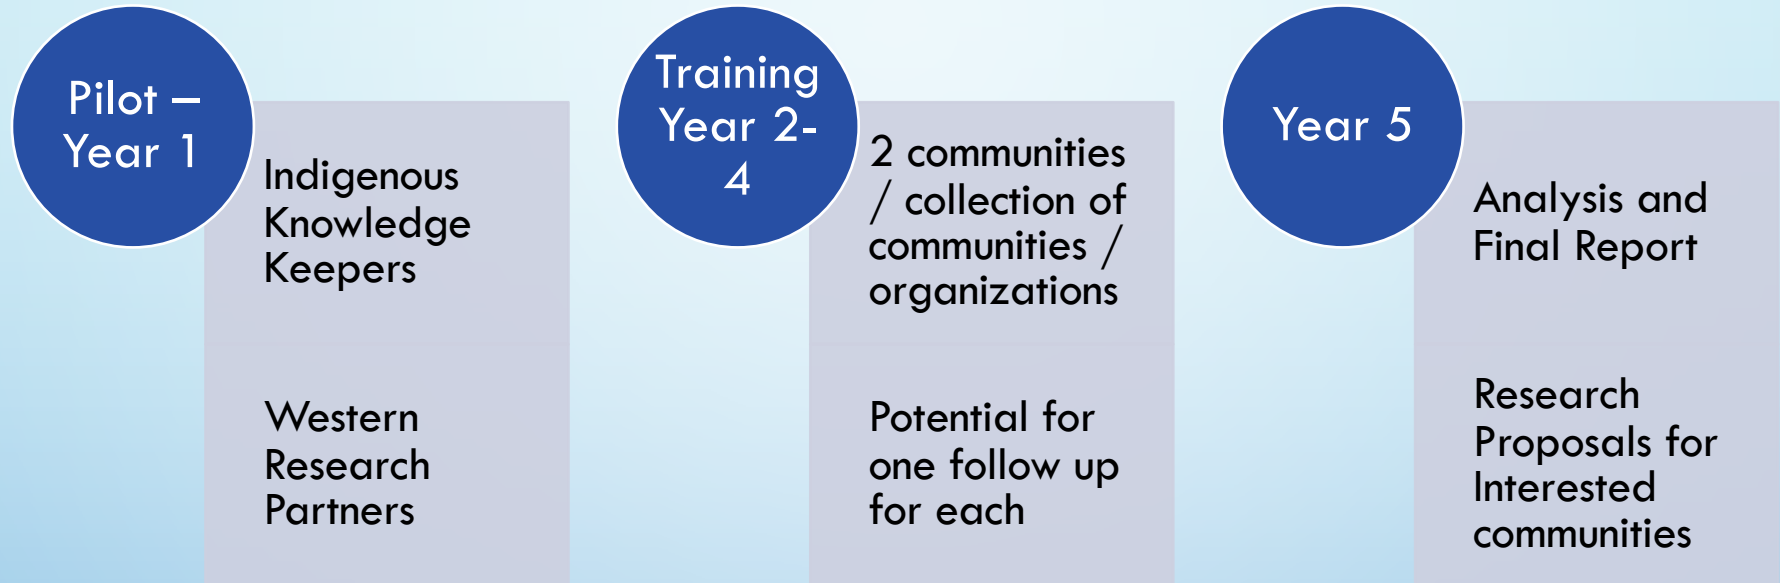 Pilot –
Year 1
Indigenous
Knowledge
Keepers
Western
Research
Partners
Training
Year 2-
4
2 communities
/ collection of
communities /
organizations
Potential for
one follow up
for each
Year 5
Analysis and
Final Report
Research
Proposals for
Interested
communities